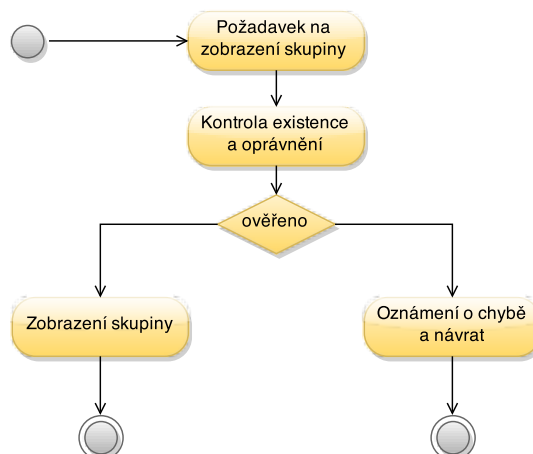 Požadavek na
zobrazení skupiny
Kontrola existence
a oprávnění
ověřeno
Zobrazení skupiny
Oznámení o chybě
a návrat